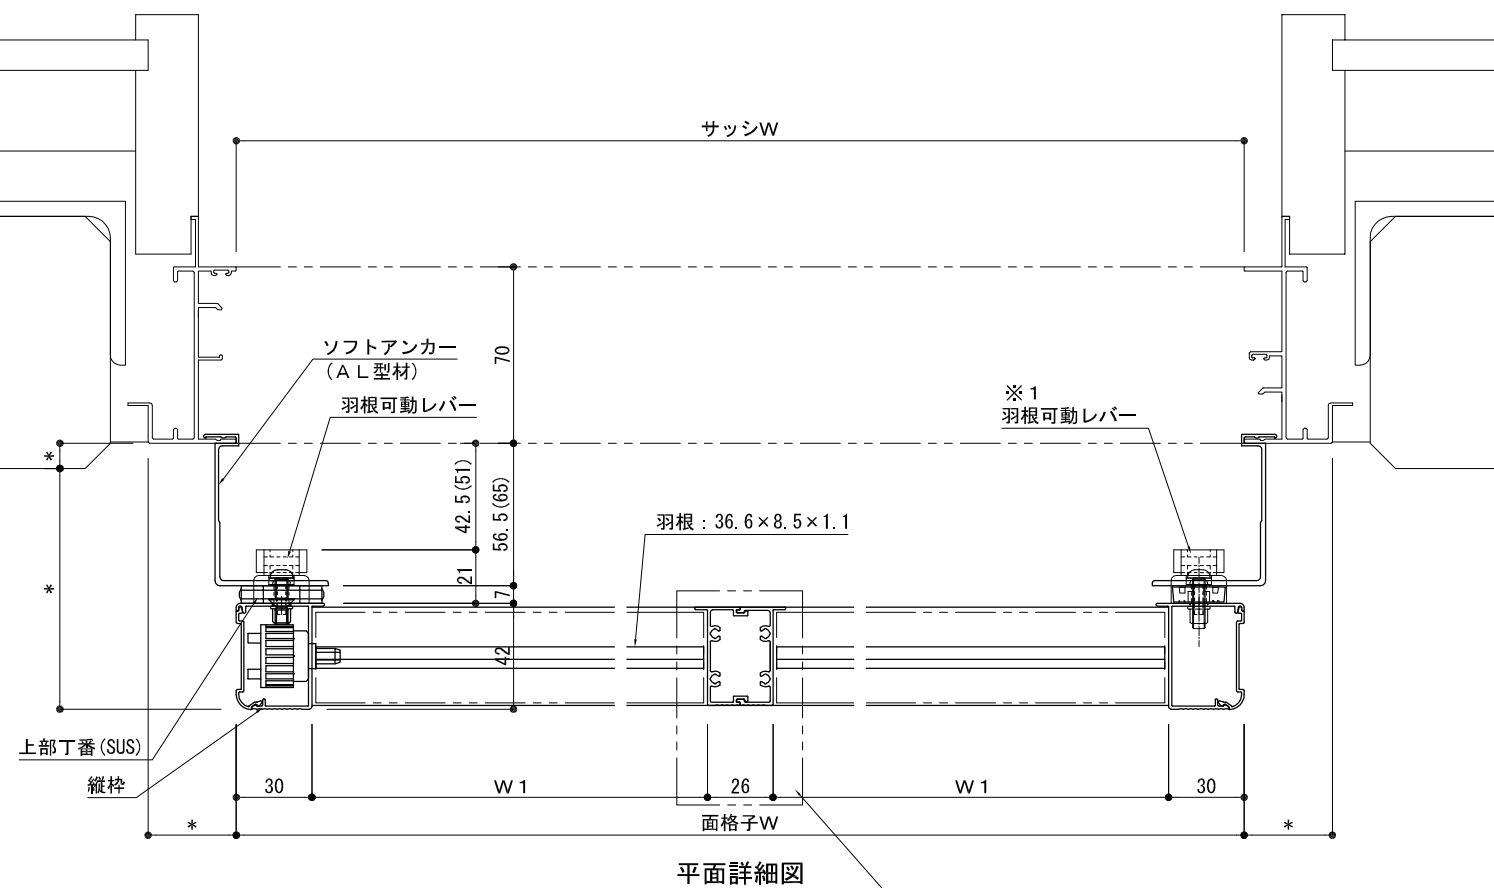 サッシW
ソフトアンカー
(AL型材)
70
羽根可動レバー
※1
羽根可動レバー
*
42.5(51)
56.5(65)
羽根：36.6×8.5×1.1
*
21
7
42
上部丁番(SUS)
縦枠
30
W1
26
W1
30
*
面格子W
*
平面詳細図